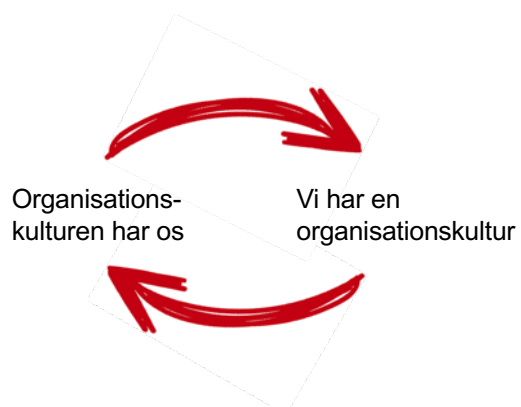 Organisations-
kulturen har os
Vi har en
organisationskultur